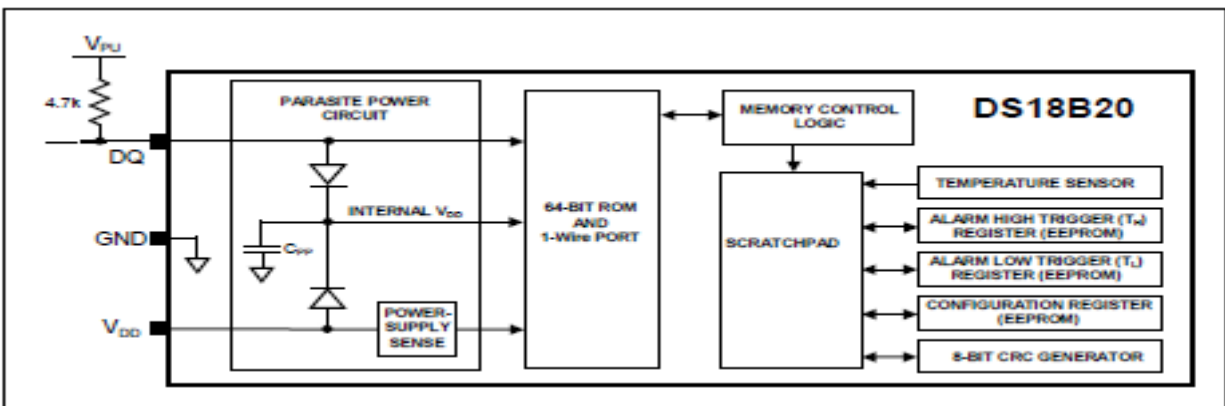 VPU
4.7k
DQ
GND
VDD
PARASITE POWER
CIRCUIT
INTERNAL VDD
CPP
POWER-
SUPPLY
SENSE
64-BIT ROM
AND
1-Wire PORT
MEMORY CONTROL
LOGIC
SCRATCHPAD
DS18B20
TEMPERATURE SENSOR
ALARM HIGH TRIGGER (TH)
REGISTER (EEPROM)
ALARM LOW TRIGGER (TL)
REGISTER (EEPROM)
CONFIGURATION REGISTER
(EEPROM)
8-BIT CRC GENERATOR